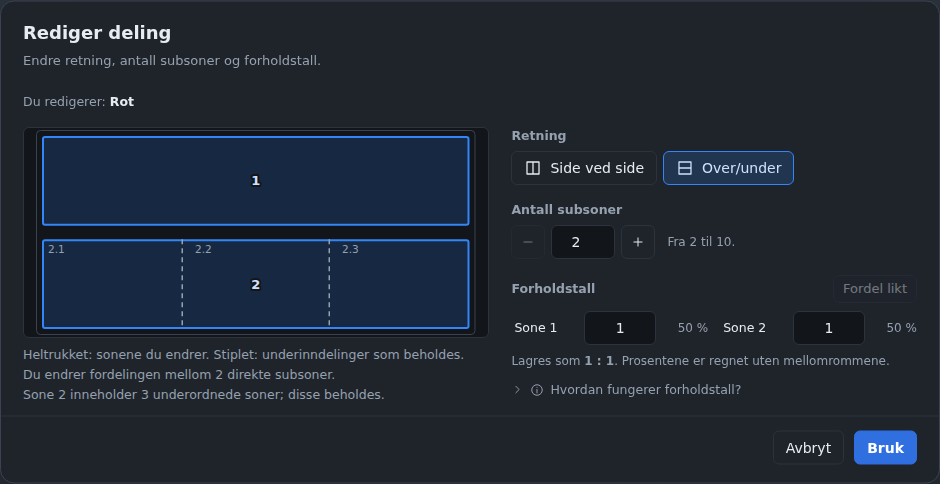 Rediger deling
Endre retning, antall subsoner og forholdstall.
Du redigerer: Rot
1
2.1 2.2 2.3
2
Heltrukket: sonene du endrer. Stiplet: underinndelinger som beholdes.
Du endrer fordelingen mellom 2 direkte subsoner.
Sone 2 inneholder 3 underordnede soner; disse beholdes.
Retning
Side ved side Over/under
Antall subsoner
− 2 + Fra 2 til 10.
Forholdstall Fordel likt
Sone 1 1 50 % Sone 2 1 50 %
Lagres som 1 : 1. Prosentene er regnet uten mellomrommene.
Hvordan fungerer forholdstall?
Avbryt Bruk